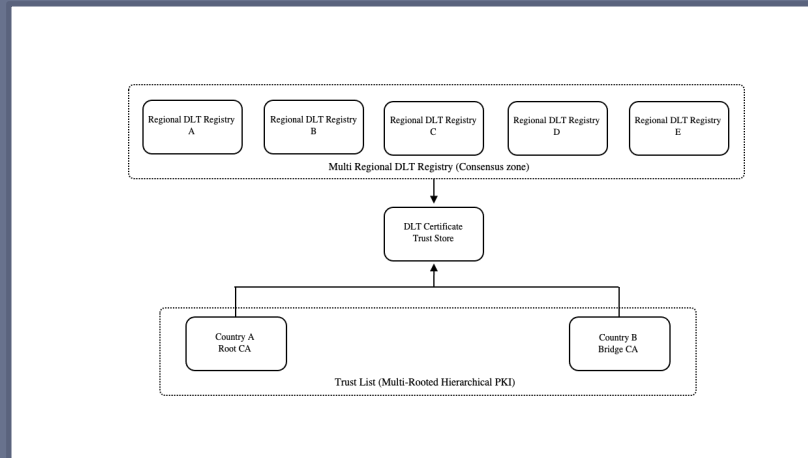 Regional DLT Registry
A
Regional DLT Registry
B
Regional DLT Registry
C
Regional DLT Registry
D
Regional DLT Registry
E
Multi Regional DLT Registry (Consensus zone)
DLT Certificate
Trust Store
Country A
Root CA
Country B
Bridge CA
Trust List (Multi-Rooted Hierarchical PKI)